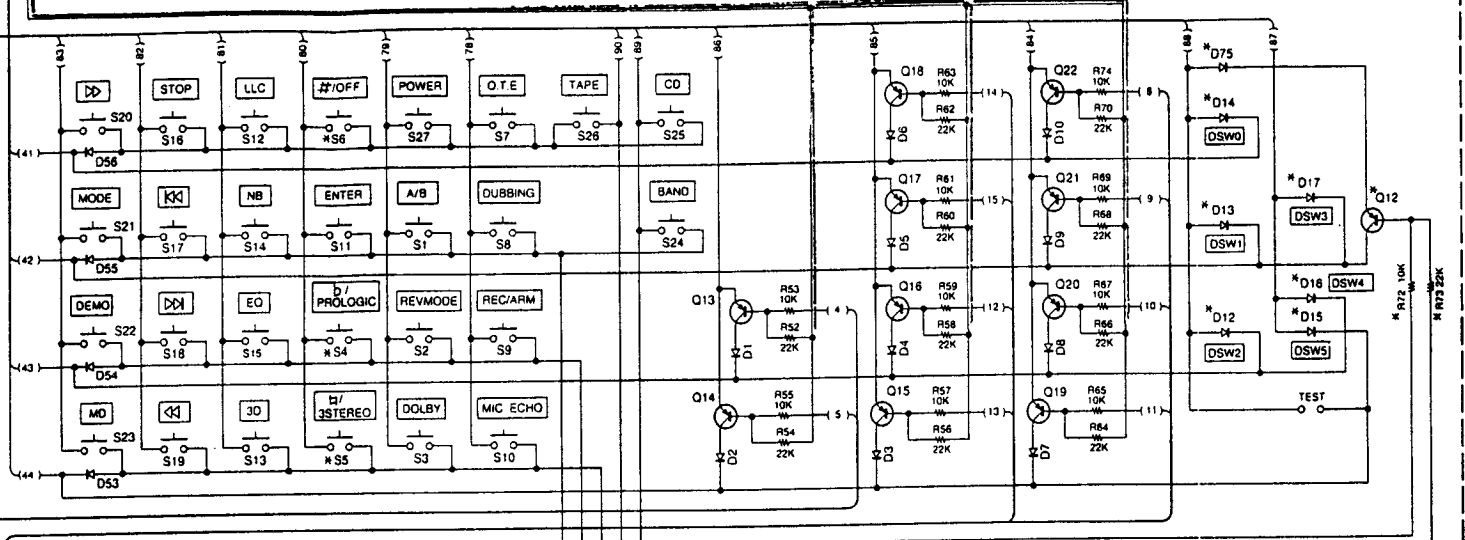 83 82 81 80 79 78 90 89 86 85 84 88 87
STOP LLC #/OFF POWER Q.T.E TAPE CD
S20 S16 S12 *S6 S27 S7 S26 S25
41 D56
Q18 R63 10K 14
R62 22K
D6
Q22 R74 10K 8
R70 22K
D10
*D75
*D14
DSW0
MODE NB ENTER A/B DUBBING BAND
S21 S17 S14 S11 S1 S8 S24
42 D55
Q17 R61 10K 15
R60 22K
D5
Q21 R69 10K 9
R68 22K
D9
*D17
DSW3
*Q12
*D13
DSW1
DEMO b/PROLOGIC EQ REVMODE REC/ARM
S22 S18 S15 *S4 S2 S9
43 D54
Q13 R53 10K 4
R52 22K
D1
Q16 R59 10K 12
R58 22K
D4
Q20 R67 10K 10
R66 22K
D8
*D16
DSW4
*D12
DSW2
*D15
DSW5
*R72 10K
*R73 22K
MD 3D 3STEREO DOLBY MIC ECHO
S23 S19 S13 *S5 S3 S10
44 D53
Q14 R55 10K 5
R54 22K
D2
Q15 R57 10K 13
R56 22K
D3
Q19 R65 10K 11
R64 22K
D7
TEST